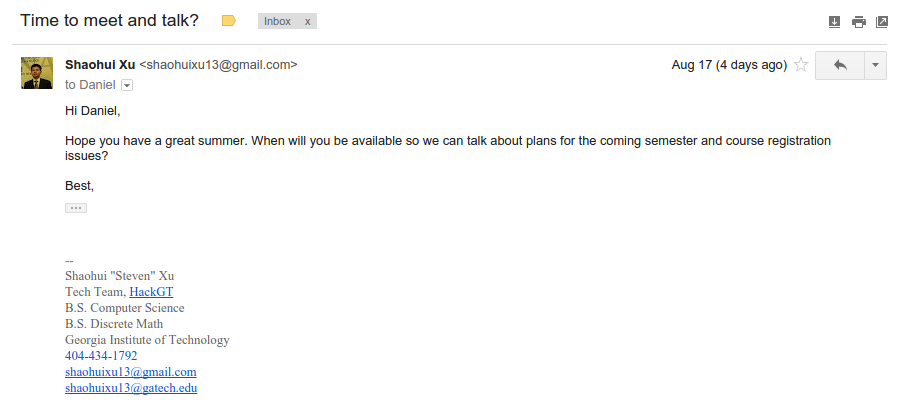 Time to meet and talk?
Inbox x
Shaohui Xu <shaohuixu13@gmail.com>
Aug 17 (4 days ago)
to Daniel
Hi Daniel,
Hope you have a great summer. When will you be available so we can talk about plans for the coming semester and course registration
issues?
Best,
...
--
Shaohui "Steven" Xu
Tech Team, HackGT
B.S. Computer Science
B.S. Discrete Math
Georgia Institute of Technology
404-434-1792
shaohuixu13@gmail.com
shaohuixu13@gatech.edu